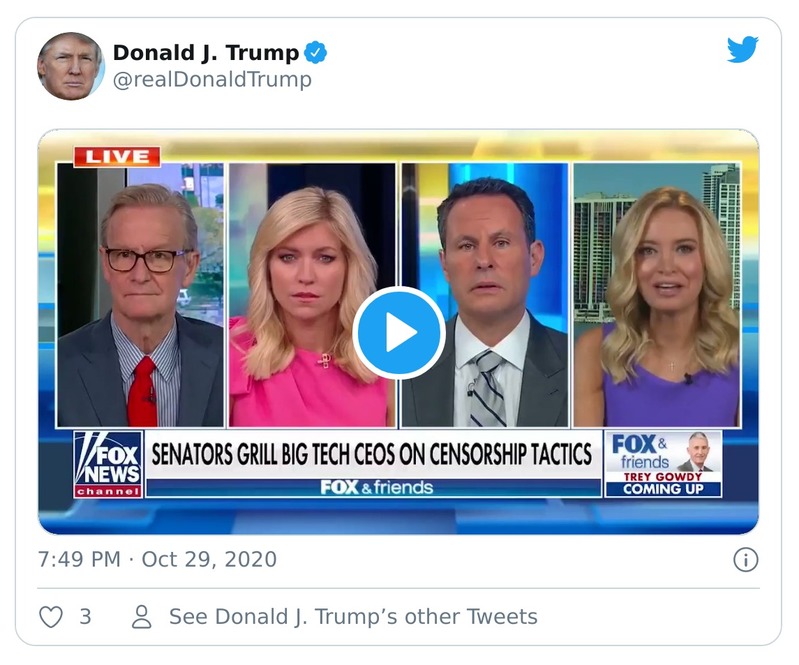 Donald J. Trump
@realDonaldTrump
LIVE
FOX
NEWS
channel
SENATORS GRILL BIG TECH CEOS ON CENSORSHIP TACTICS
FOX & friends
FOX &
friends
TREY GOWDY
COMING UP
7:49 PM · Oct 29, 2020
3
See Donald J. Trump’s other Tweets